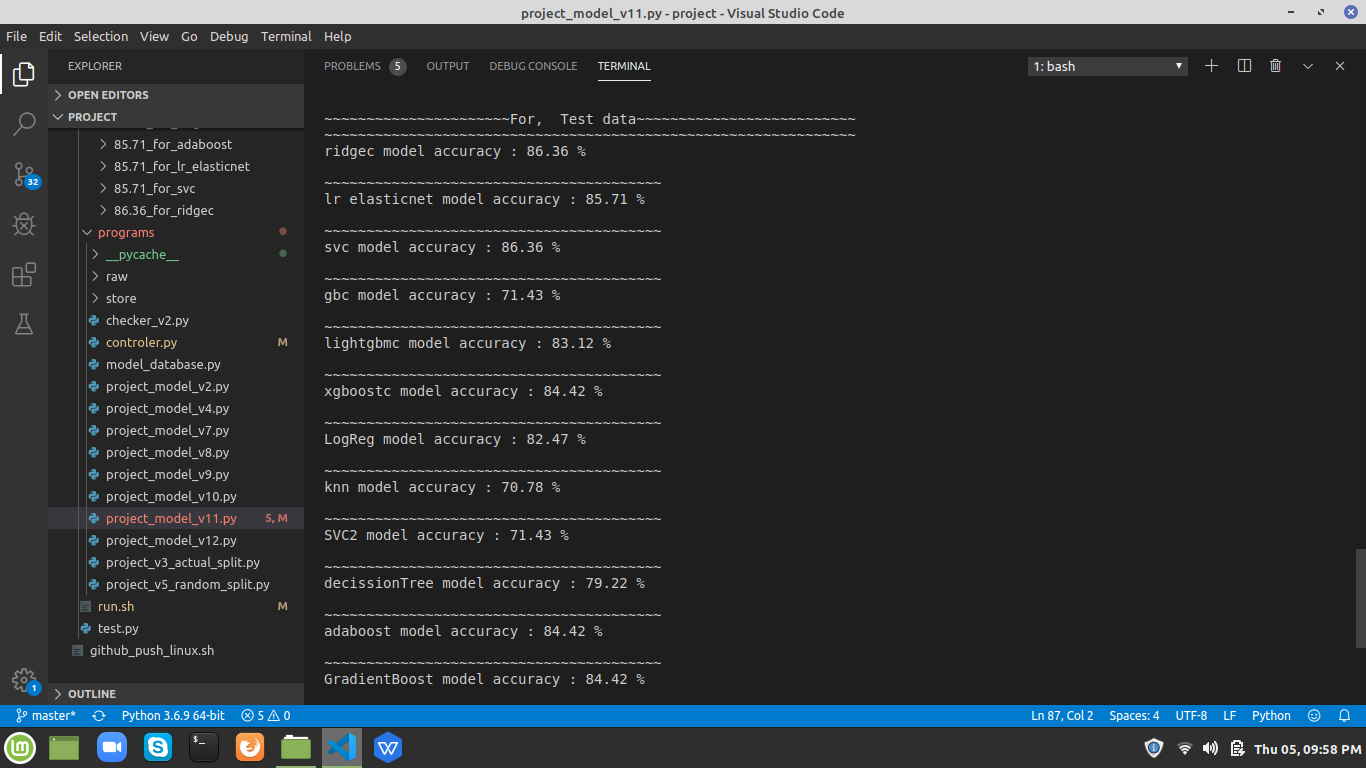 project_model_v11.py - project - Visual Studio Code
File Edit Selection View Go Debug Terminal Help
EXPLORER
OPEN EDITORS
PROJECT
85.71_for_adaboost
85.71_for_lr_elasticnet
85.71_for_svc
86.36_for_ridgec
programs
__pycache__
raw
store
checker_v2.py
controler.py M
model_database.py
project_model_v2.py
project_model_v4.py
project_model_v7.py
project_model_v8.py
project_model_v9.py
project_model_v10.py
project_model_v11.py 5, M
project_model_v12.py
project_v3_actual_split.py
project_v5_random_split.py
run.sh M
test.py
github_push_linux.sh
OUTLINE
32
1
PROBLEMS 5 OUTPUT DEBUG CONSOLE TERMINAL 1: bash
~~~~~~~~~~~~~~~~~~~~~~For,  Test data~~~~~~~~~~~~~~~~~~~~~~~~~~
~~~~~~~~~~~~~~~~~~~~~~~~~~~~~~~~~~~~~~~~~~~~~~~~~~~~~~~~~~~~~~~
ridgec model accuracy : 86.36 %
~~~~~~~~~~~~~~~~~~~~~~~~~~~~~~~~~~~~~~~~
lr elasticnet model accuracy : 85.71 %
~~~~~~~~~~~~~~~~~~~~~~~~~~~~~~~~~~~~~~~~
svc model accuracy : 86.36 %
~~~~~~~~~~~~~~~~~~~~~~~~~~~~~~~~~~~~~~~~
gbc model accuracy : 71.43 %
~~~~~~~~~~~~~~~~~~~~~~~~~~~~~~~~~~~~~~~~
lightgbmc model accuracy : 83.12 %
~~~~~~~~~~~~~~~~~~~~~~~~~~~~~~~~~~~~~~~~
xgboostc model accuracy : 84.42 %
~~~~~~~~~~~~~~~~~~~~~~~~~~~~~~~~~~~~~~~~
LogReg model accuracy : 82.47 %
~~~~~~~~~~~~~~~~~~~~~~~~~~~~~~~~~~~~~~~~
knn model accuracy : 70.78 %
~~~~~~~~~~~~~~~~~~~~~~~~~~~~~~~~~~~~~~~~
SVC2 model accuracy : 71.43 %
~~~~~~~~~~~~~~~~~~~~~~~~~~~~~~~~~~~~~~~~
decissionTree model accuracy : 79.22 %
~~~~~~~~~~~~~~~~~~~~~~~~~~~~~~~~~~~~~~~~
adaboost model accuracy : 84.42 %
~~~~~~~~~~~~~~~~~~~~~~~~~~~~~~~~~~~~~~~~
GradientBoost model accuracy : 84.42 %
master* Python 3.6.9 64-bit 5 0 Ln 87, Col 2 Spaces: 4 UTF-8 LF Python
Thu 05, 09:58 PM